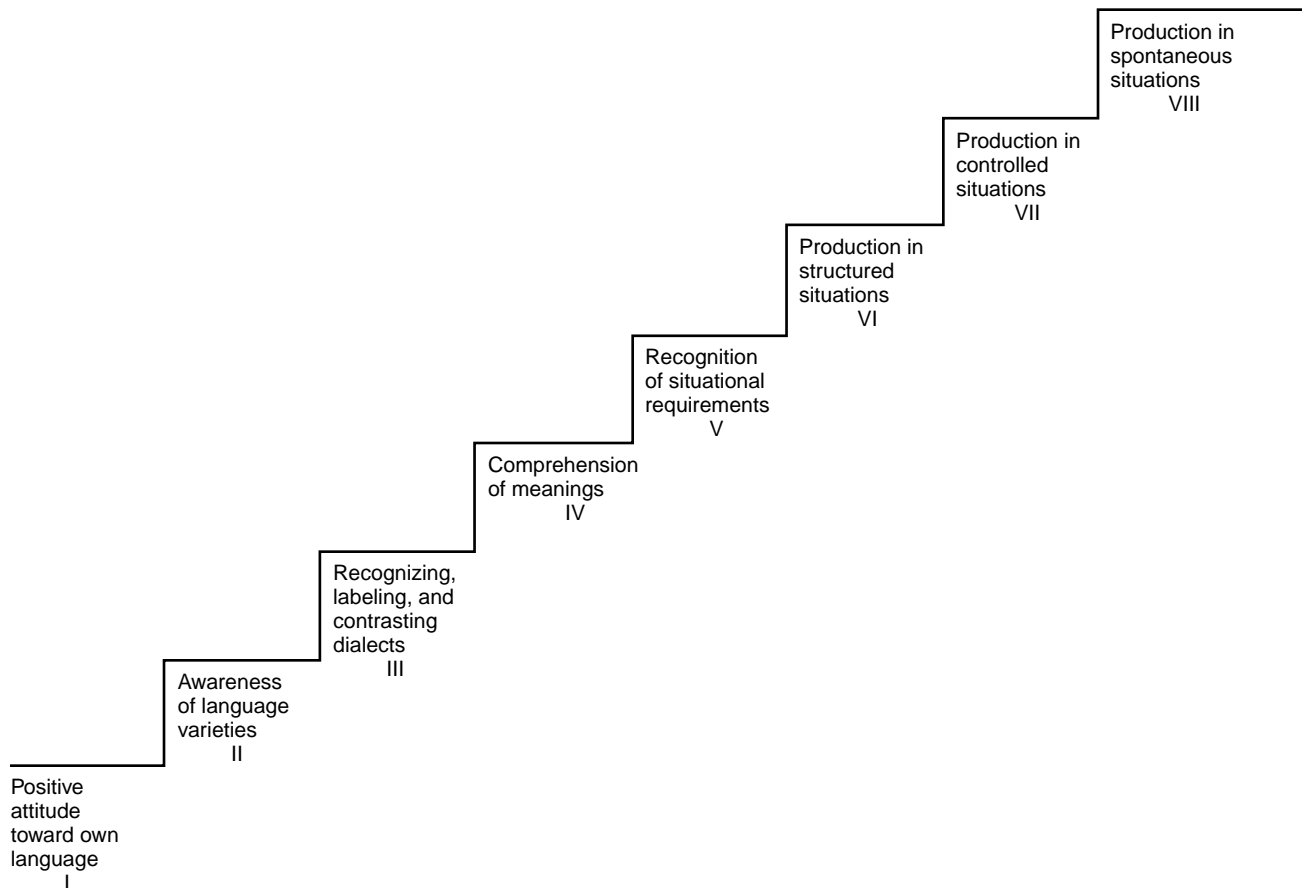 Production in
spontaneous
situations
VIII
Production in
controlled
situations
VII
Production in
structured
situations
VI
Recognition
of situational
requirements
V
Comprehension
of meanings
IV
Recognizing,
labeling, and
contrasting
dialects
III
Awareness
of language
varieties
II
Positive
attitude
toward own
language
I